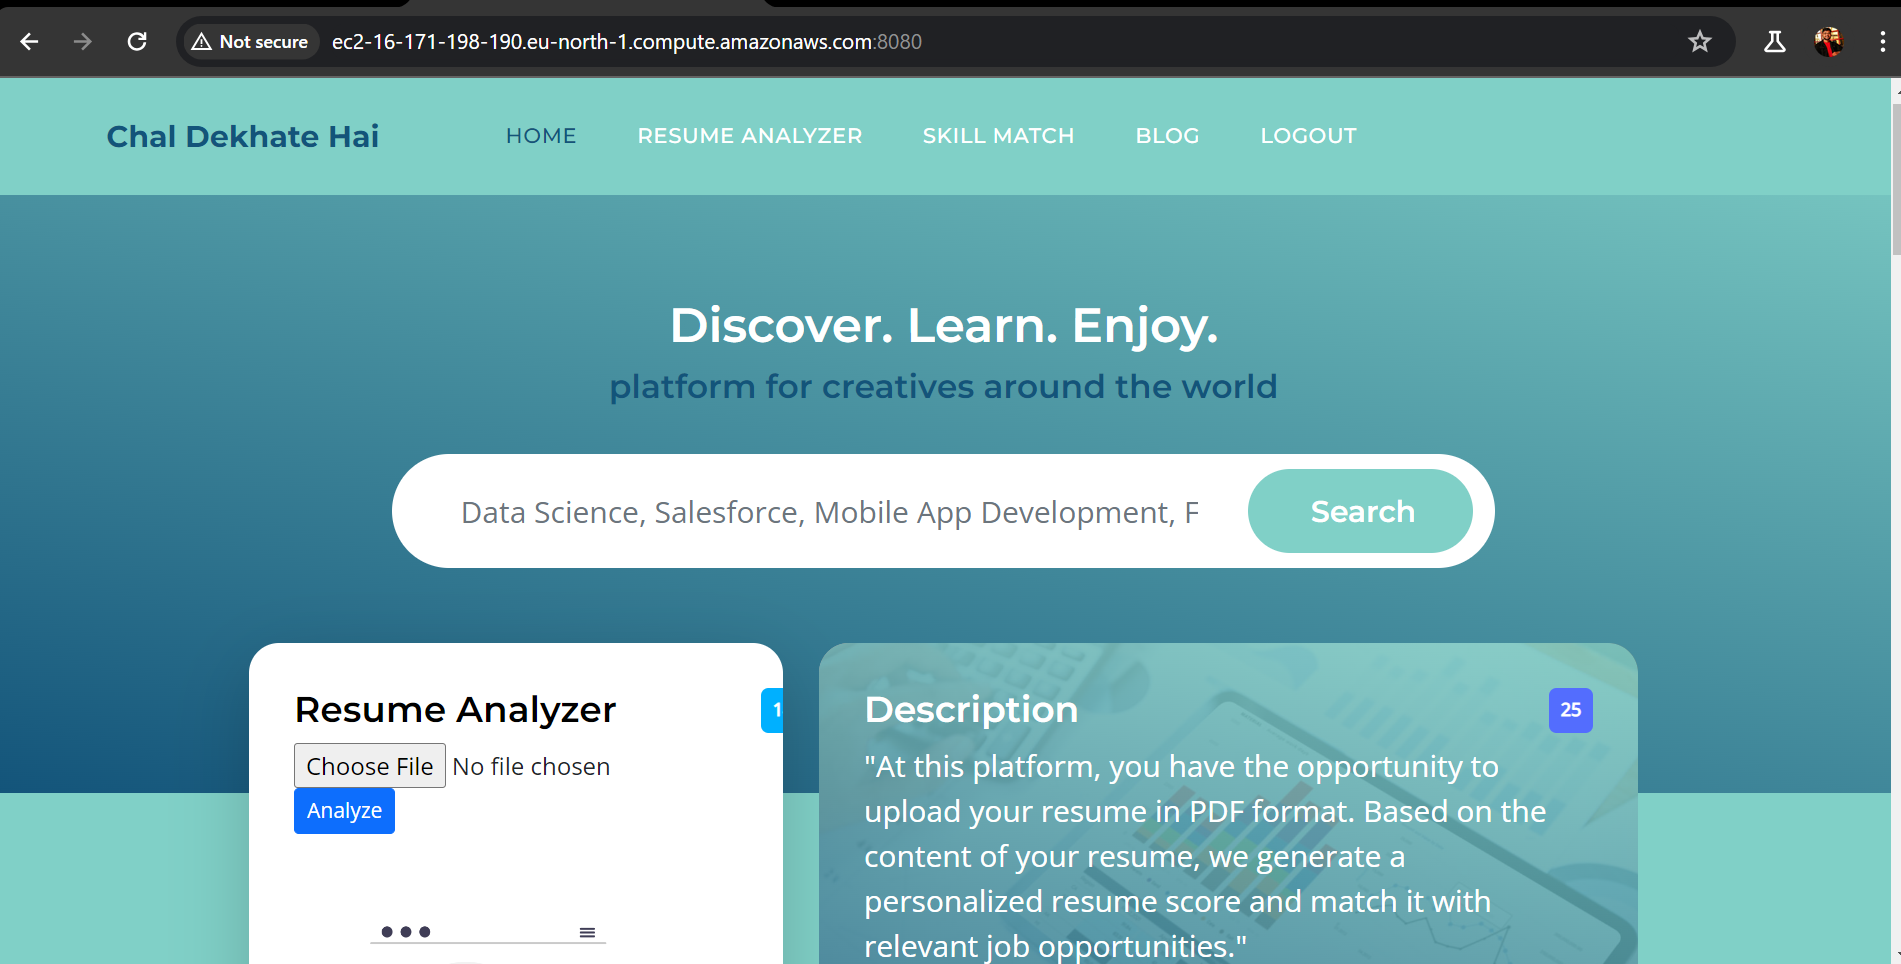 Not secure ec2-16-171-198-190.eu-north-1.compute.amazonaws.com:8080
Chal Dekhate Hai HOME RESUME ANALYZER SKILL MATCH BLOG LOGOUT
Discover. Learn. Enjoy.
platform for creatives around the world
Data Science, Salesforce, Mobile App Development, F Search
Resume Analyzer 1
Choose File No file chosen
Analyze
Description 25
"At this platform, you have the opportunity to
upload your resume in PDF format. Based on the
content of your resume, we generate a
personalized resume score and match it with
relevant job opportunities."